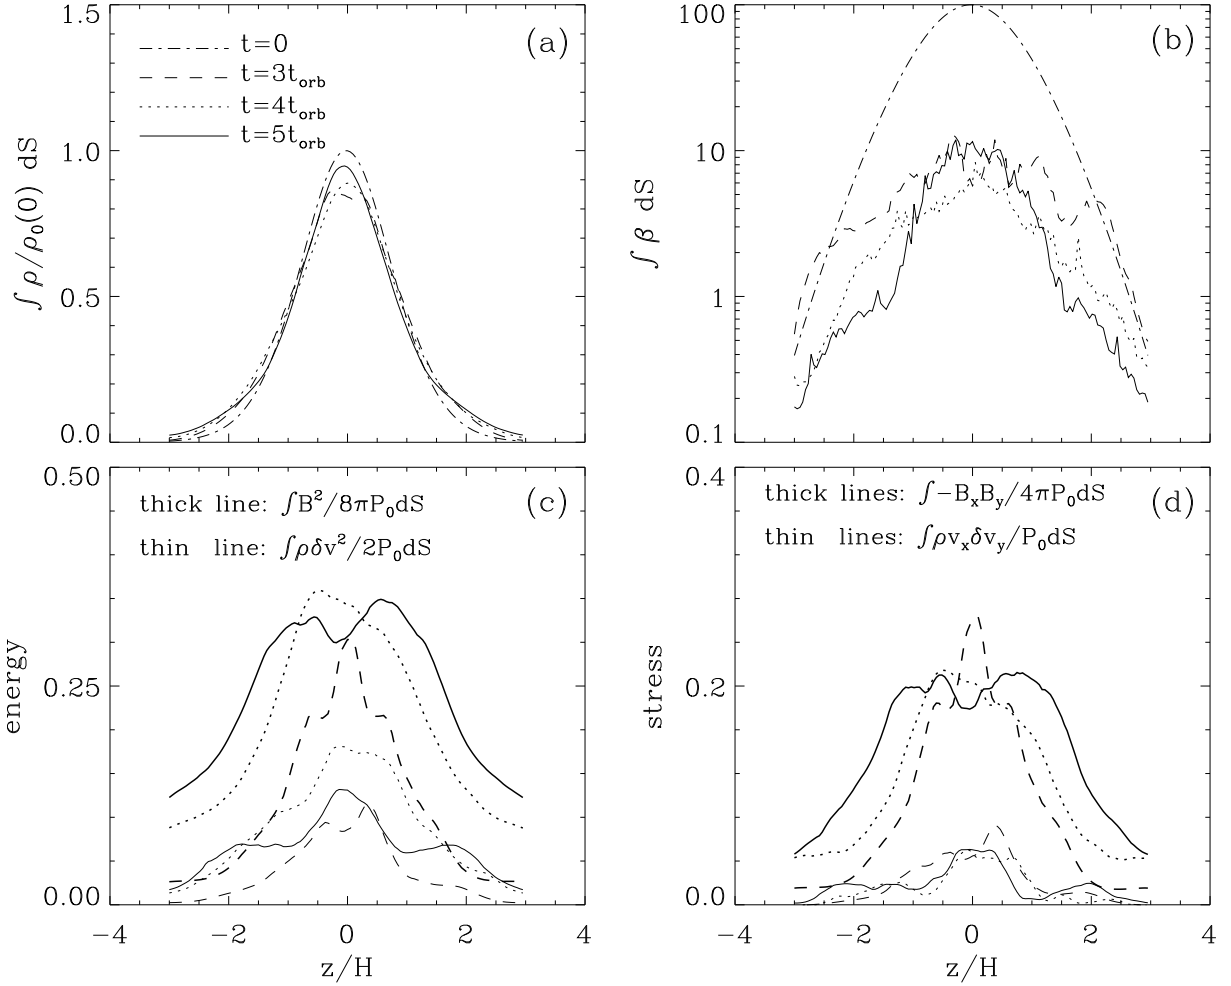 (a)
t=0
t=3t_orb
t=4t_orb
t=5t_orb
∫ ρ/ρ₀(0) dS
1.5
1.0
0.5
0.0
(b)
∫ β dS
100
10
1
0.1
(c)
thick line: ∫B²/8πP₀dS
thin line: ∫ρδv²/2P₀dS
energy
0.50
0.25
0.00
−4 −2 0 2 4
z/H
(d)
thick lines: ∫−BₓB_y/4πP₀dS
thin lines: ∫ρvₓδv_y/P₀dS
stress
0.4
0.2
0.0
−4 −2 0 2 4
z/H